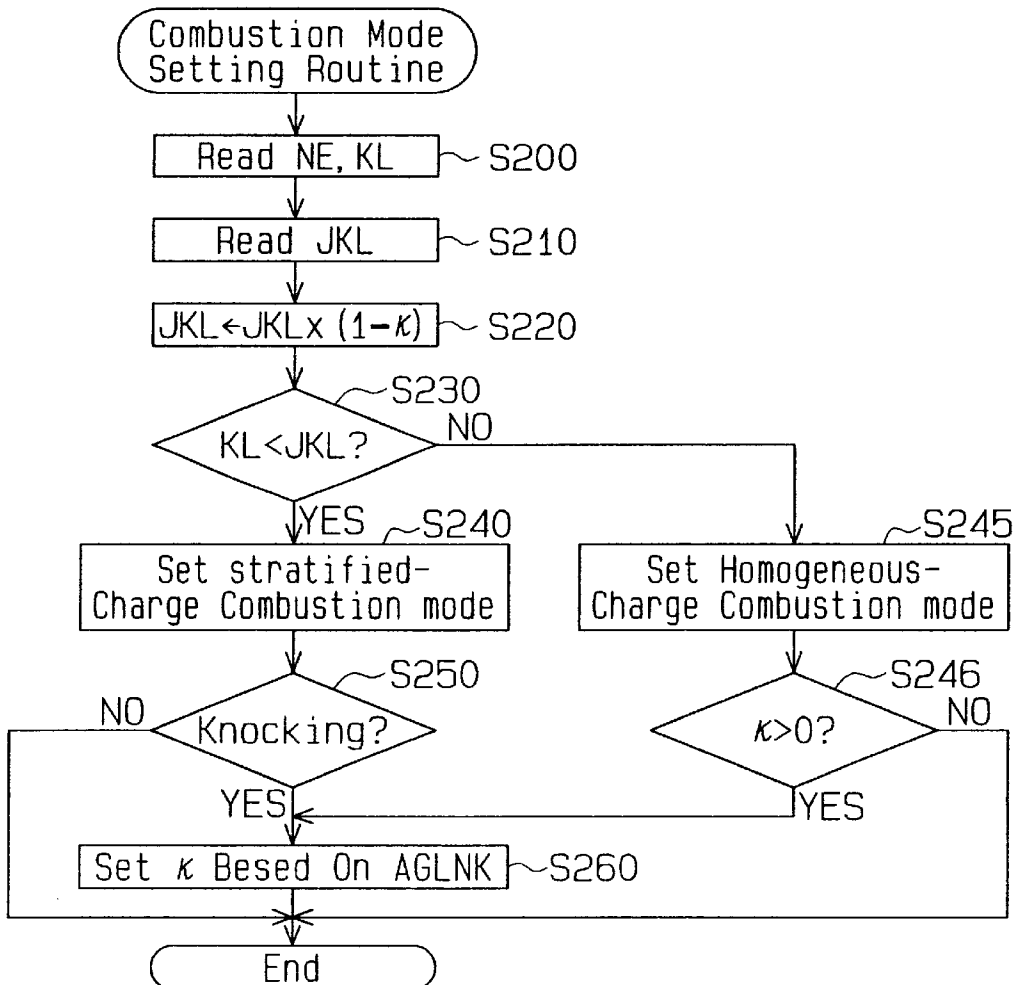 Combustion Mode
Setting Routine
Read NE, KL
S200
Read JKL
S210
JKL←JKL×(1-κ)
S220
S230
KL<JKL?
NO
YES
S240
Set stratified-
Charge Combustion mode
S245
Set Homogeneous-
Charge Combustion mode
S250
NO
Knocking?
YES
S246
κ>0?
NO
YES
Set κ Besed On AGLNK
S260
End